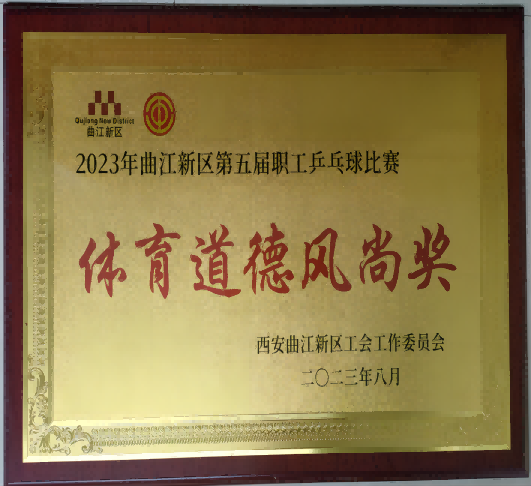 Qujiang New District
曲江新区
2023年曲江新区第五届职工乒乓球比赛
体育道德风尚奖
西安曲江新区工会工作委员会
二〇二三年八月